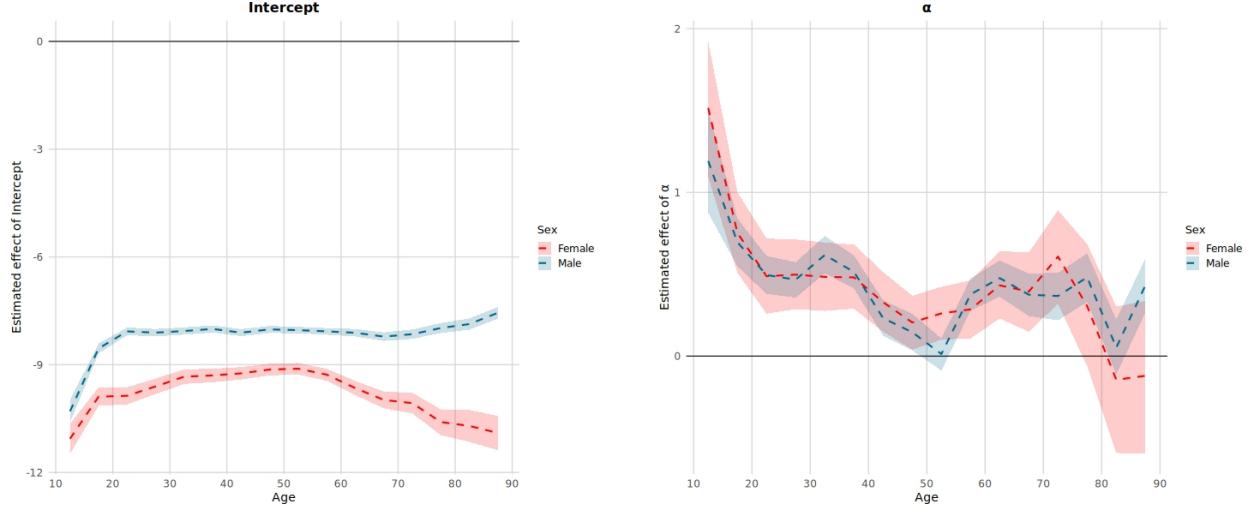 Intercept
Estimated effect of Intercept
0
-3
-6
-9
-12
10 20 30 40 50 60 70 80 90
Age
Sex
Female
Male
α
Estimated effect of α
2
1
0
10 20 30 40 50 60 70 80 90
Age
Sex
Female
Male